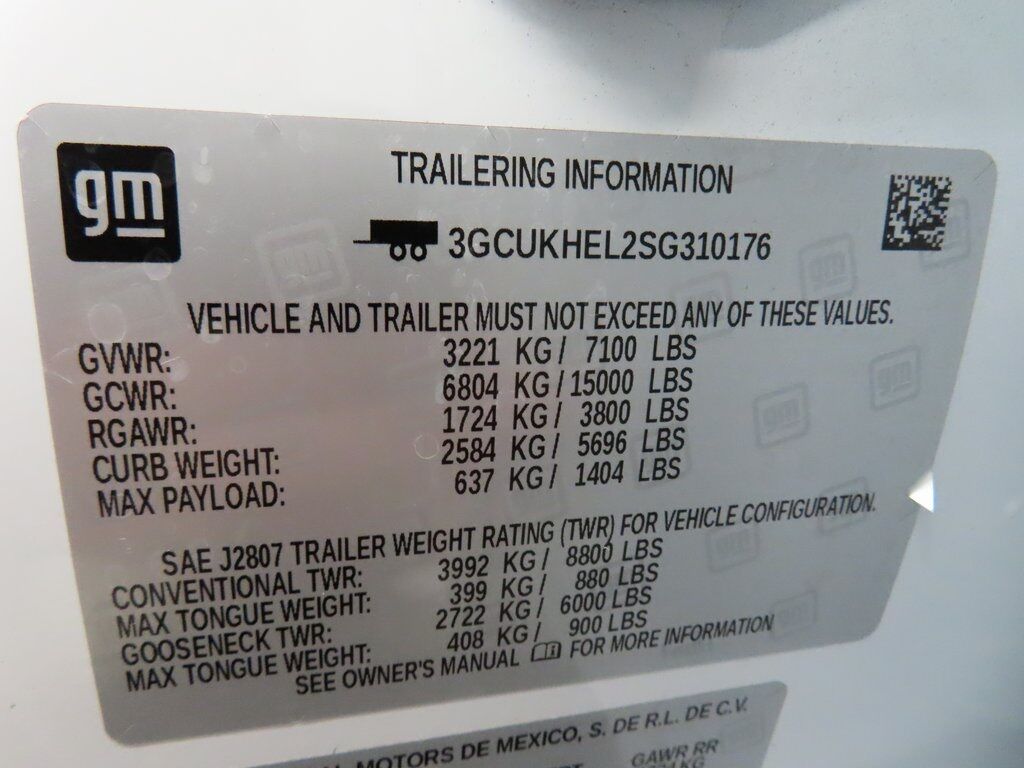 gm
TRAILERING INFORMATION
3GCUKHEL2SG310176
VEHICLE AND TRAILER MUST NOT EXCEED ANY OF THESE VALUES.
GVWR: 3221 KG / 7100 LBS
GCWR: 6804 KG / 15000 LBS
RGAWR: 1724 KG / 3800 LBS
CURB WEIGHT: 2584 KG / 5696 LBS
MAX PAYLOAD: 637 KG / 1404 LBS
SAE J2807 TRAILER WEIGHT RATING (TWR) FOR VEHICLE CONFIGURATION.
CONVENTIONAL TWR: 3992 KG / 8800 LBS
MAX TONGUE WEIGHT: 399 KG / 880 LBS
GOOSENECK TWR: 2722 KG / 6000 LBS
MAX TONGUE WEIGHT: 408 KG / 900 LBS
SEE OWNER'S MANUAL FOR MORE INFORMATION
MOTORS DE MEXICO, S. DE R.L. DE C.V.
GAWR RR
KG